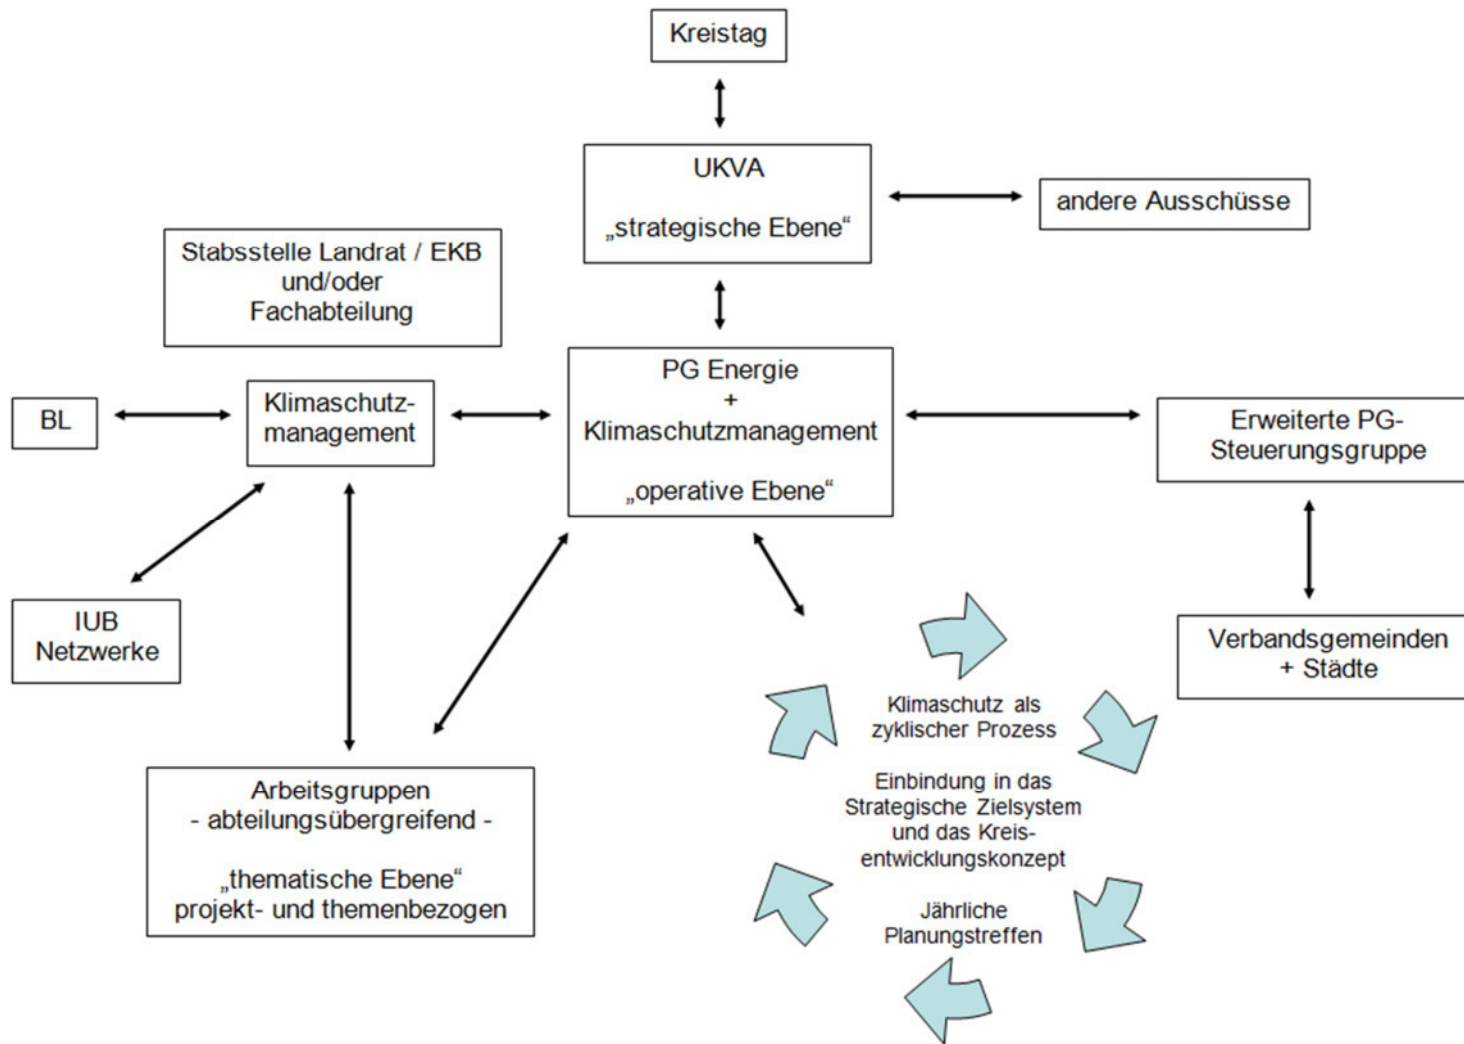 Kreistag
UKVA
„strategische Ebene“
andere Ausschüsse
Stabsstelle Landrat / EKB
und/oder
Fachabteilung
PG Energie
+
Klimaschutzmanagement
„operative Ebene“
BL
Klimaschutz-
management
Erweiterte PG-
Steuerungsgruppe
IUB
Netzwerke
Verbandsgemeinden
+ Städte
Arbeitsgruppen
- abteilungsübergreifend -
„thematische Ebene“
projekt- und themenbezogen
Klimaschutz als
zyklischer Prozess
Einbindung in das
Strategische Zielsystem
und das Kreis-
entwicklungskonzept
Jährliche
Planungstreffen